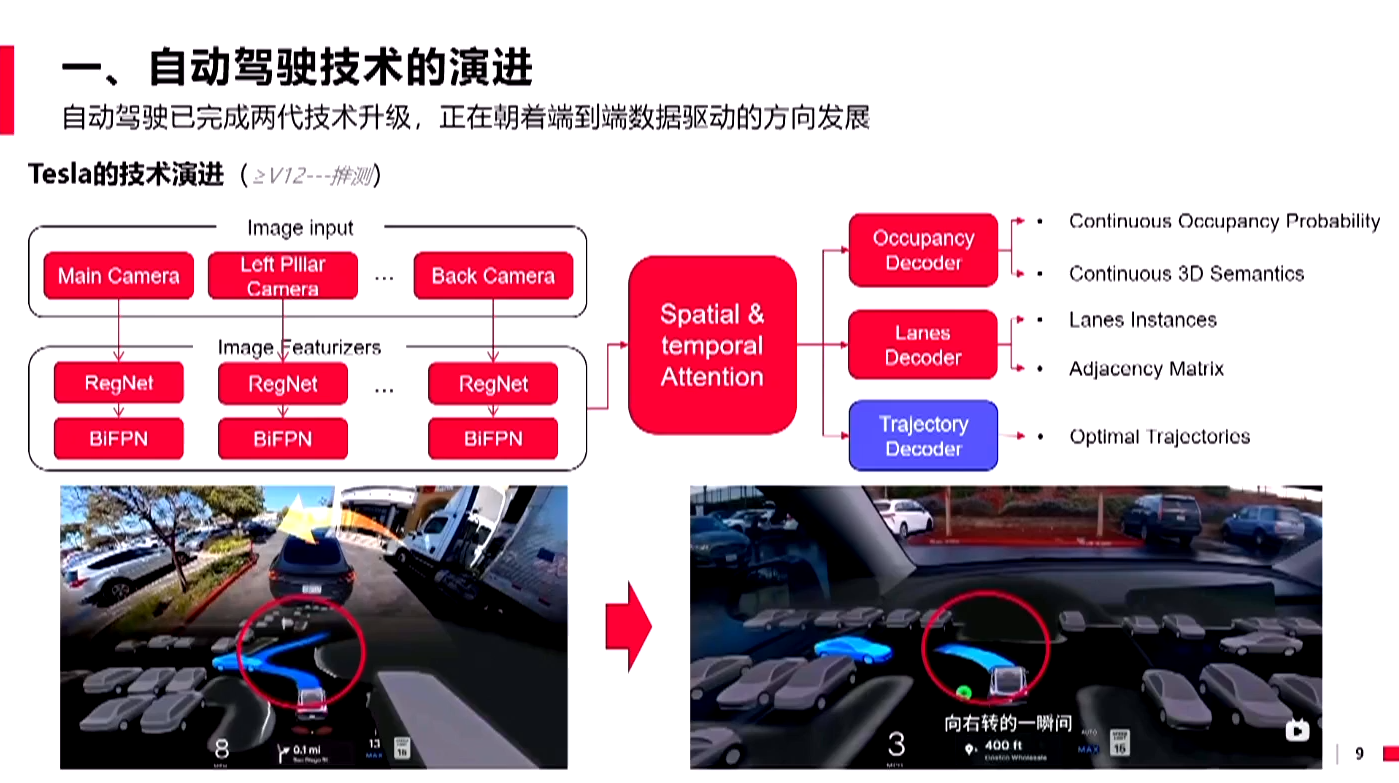 一、自动驾驶技术的演进
自动驾驶已完成两代技术升级，正在朝着端到端数据驱动的方向发展
Tesla的技术演进（≥V12---推测）
Image input
Main Camera
Left Pillar
Camera
...
Back Camera
Image Featurizers
RegNet
RegNet
...
RegNet
BiFPN
BiFPN
BiFPN
Spatial &
temporal
Attention
Occupancy
Decoder
• Continuous Occupancy Probability
• Continuous 3D Semantics
Lanes
Decoder
• Lanes Instances
• Adjacency Matrix
Trajectory
Decoder
• Optimal Trajectories
8
0.1 mi
13
MAX
15
向右转的一瞬间
3
400 ft
AUTO
MAX
15
9